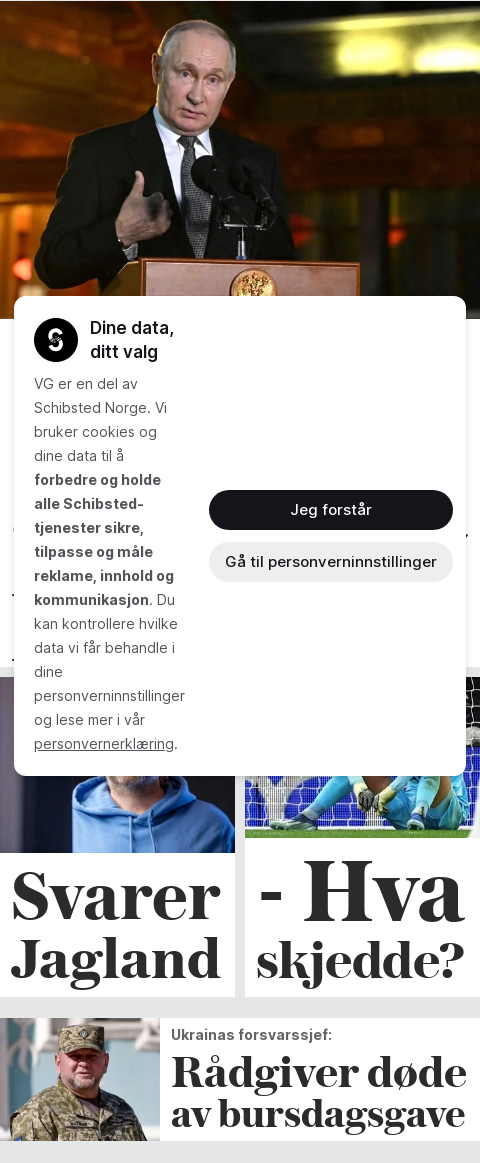 Dine data,
ditt valg
VG er en del av
Schibsted Norge. Vi
bruker cookies og
dine data til å
forbedre og holde
alle Schibsted-
tjenester sikre,
tilpasse og måle
reklame, innhold og
kommunikasjon. Du
kan kontrollere hvilke
data vi får behandle i
dine
personverninnstillinger
og lese mer i vår
personvernerklæring.
Jeg forstår
Gå til personverninnstillinger
Svarer
Jagland
- Hva
skjedde?
Ukrainas forsvarssjef:
Rådgiver døde
av bursdagsgave